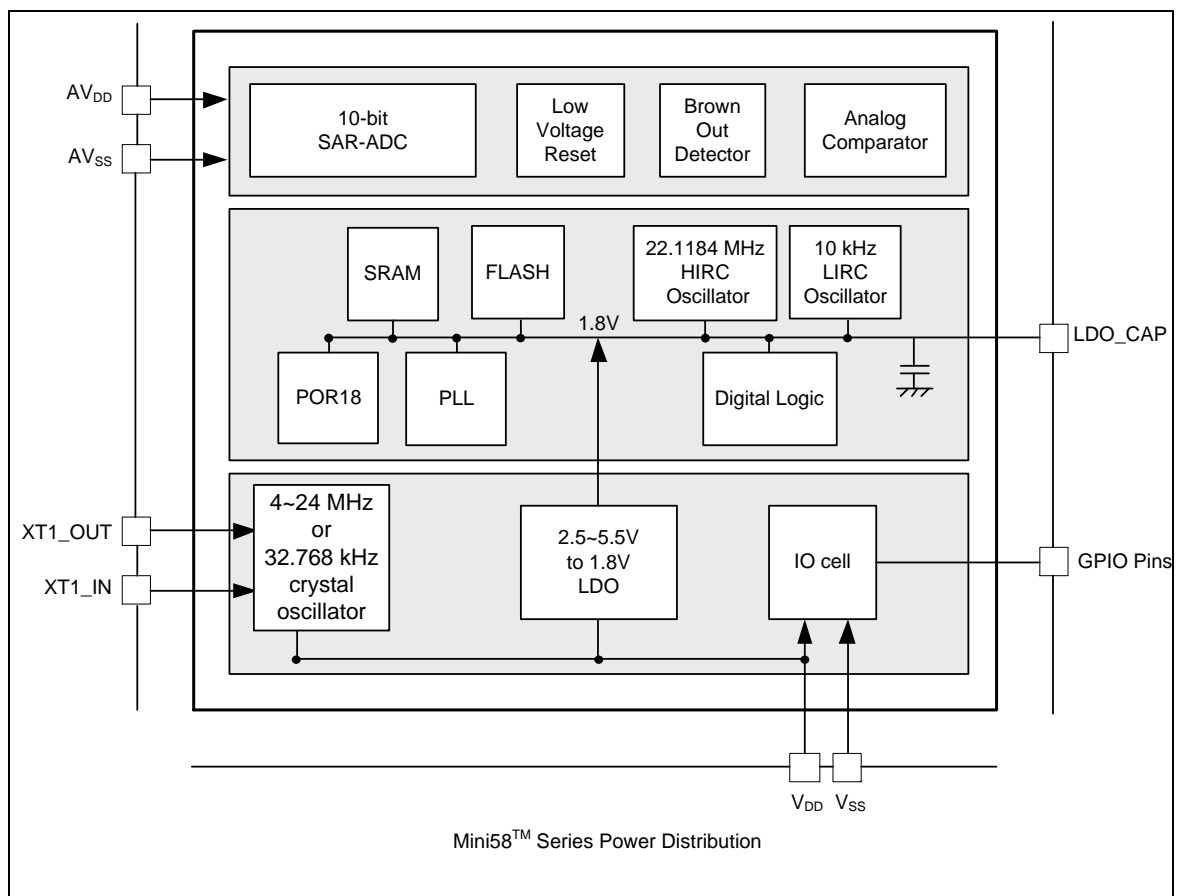 AVDD
AVSS
10-bit
SAR-ADC
Low
Voltage
Reset
Brown
Out
Detector
Analog
Comparator
SRAM
FLASH
22.1184 MHz
HIRC
Oscillator
10 kHz
LIRC
Oscillator
1.8V
LDO_CAP
POR18
PLL
Digital Logic
XT1_OUT
XT1_IN
4~24 MHz
or
32.768 kHz
crystal
oscillator
2.5~5.5V
to 1.8V
LDO
IO cell
GPIO Pins
VDD
VSS
Mini58™ Series Power Distribution